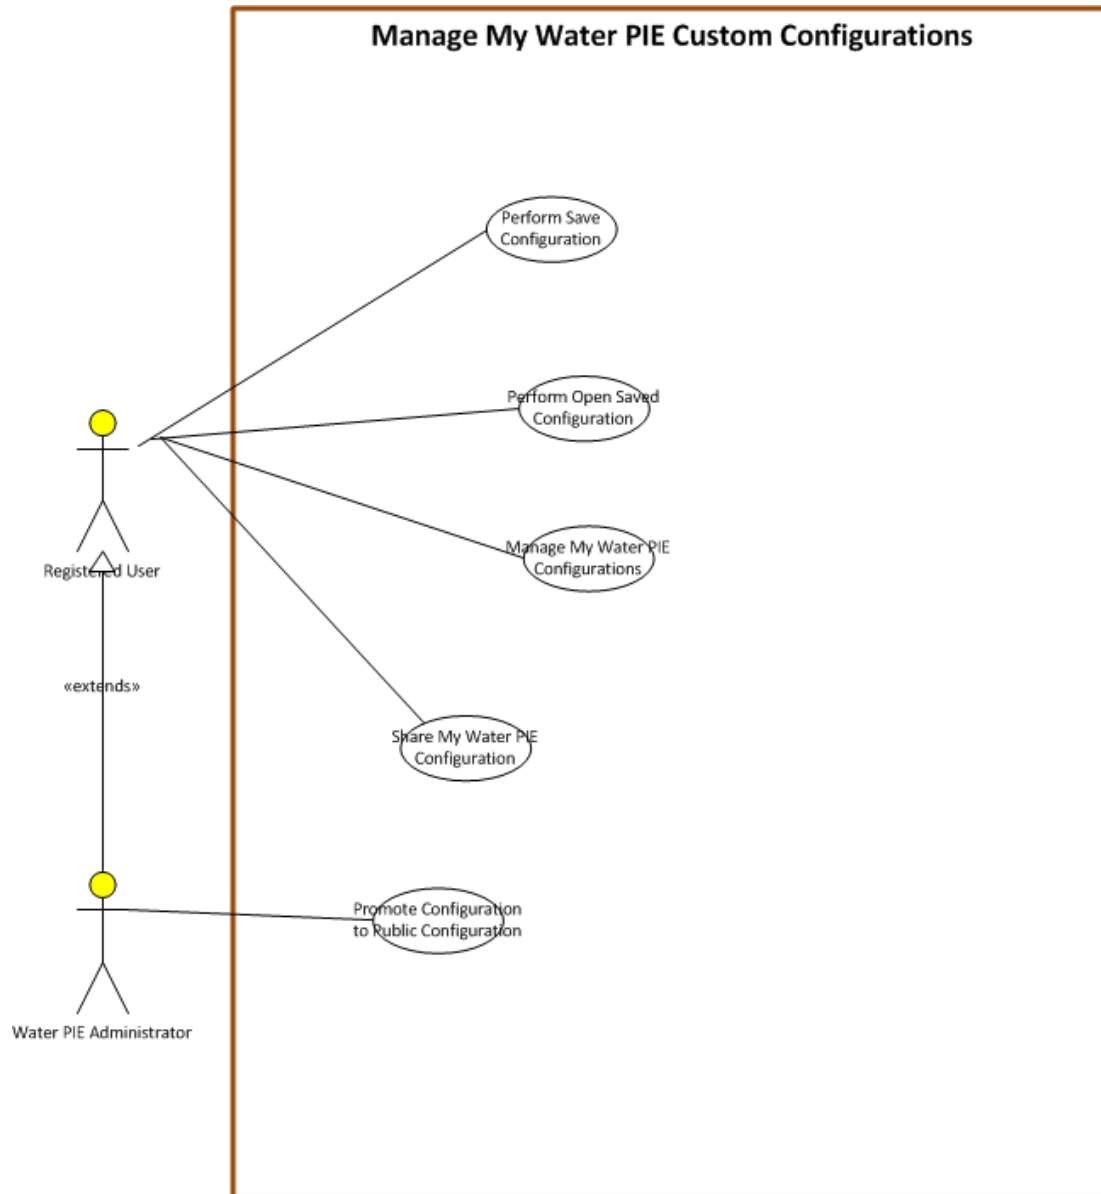 Manage My Water PIE Custom Configurations
Perform Save
Configuration
Perform Open Saved
Configuration
Manage My Water PIE
Configurations
Registered User
«extends»
Share My Water PIE
Configuration
Promote Configuration
to Public Configuration
Water PIE Administrator